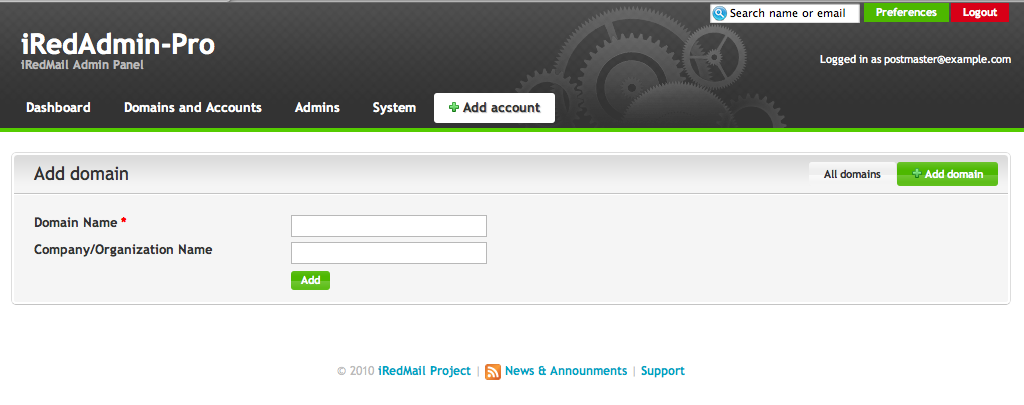 Search name or email Preferences Logout
iRedAdmin-Pro
iRedMail Admin Panel
Logged in as postmaster@example.com
Dashboard Domains and Accounts Admins System Add account
Add domain All domains Add domain
Domain Name *
Company/Organization Name
Add
© 2010 iRedMail Project | News & Announments | Support